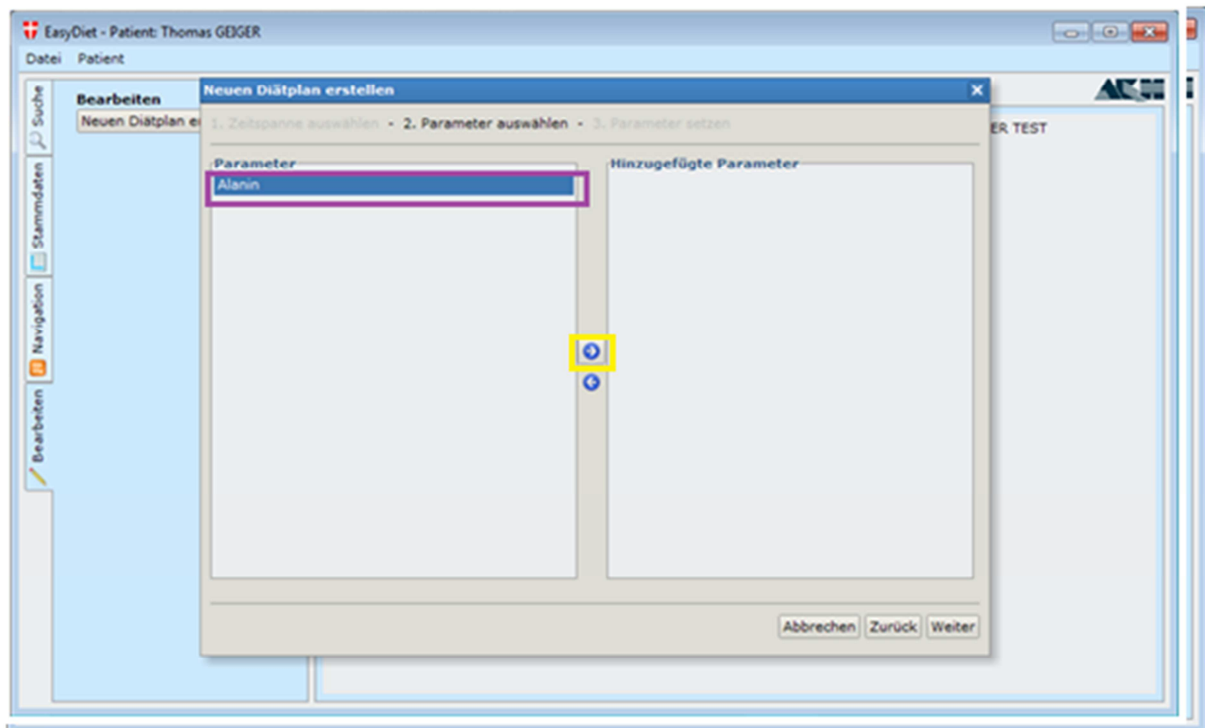 EasyDiet - Patient: Thomas GEIGER
Datei Patient
Suche
Stammdaten
Navigation
Bearbeiten
Bearbeiten
Neuen Diätplan e
ER TEST
AKH
Neuen Diätplan erstellen
1. Zeitspanne auswählen - 2. Parameter auswählen - 3. Parameter setzen
Parameter
Alanin
Hinzugefügte Parameter
Abbrechen Zurück Weiter